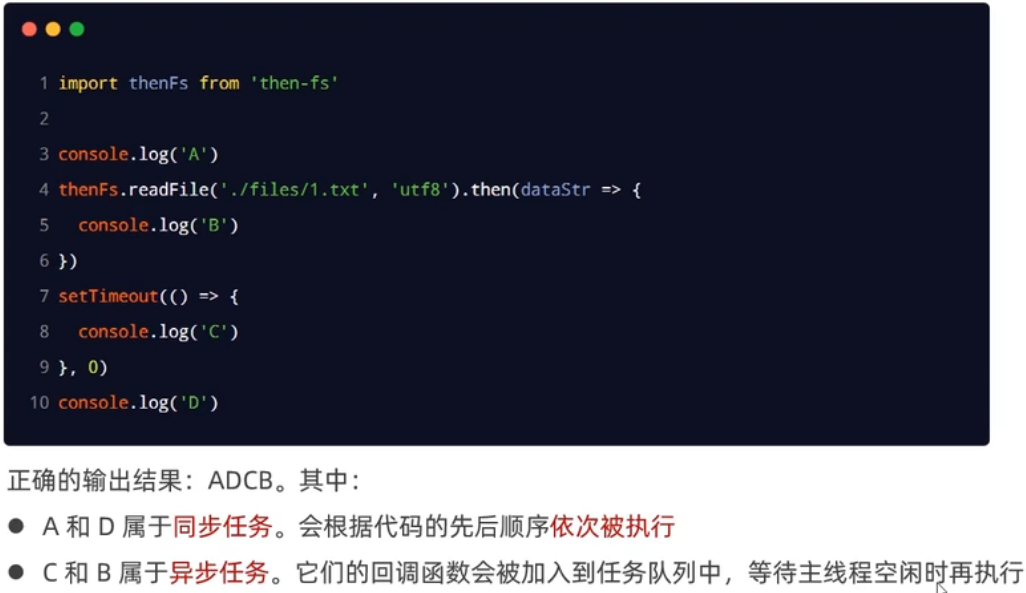 1 import thenFs from 'then-fs'
2
3 console.log('A')
4 thenFs.readFile('./files/1.txt', 'utf8').then(dataStr => {
5   console.log('B')
6 })
7 setTimeout(() => {
8   console.log('C')
9 }, 0)
10 console.log('D')
正确的输出结果：ADCB。其中：
● A 和 D 属于同步任务。会根据代码的先后顺序依次被执行
● C 和 B 属于异步任务。它们的回调函数会被加入到任务队列中，等待主线程空闲时再执行